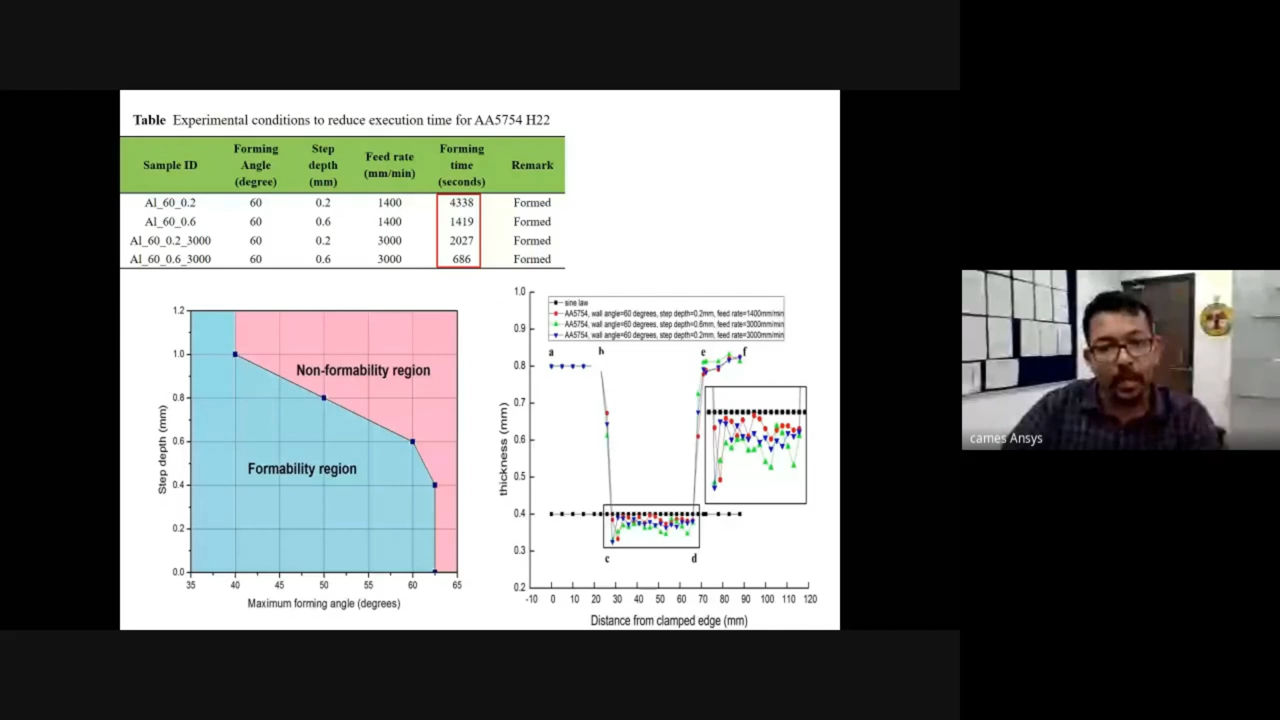 Table Experimental conditions to reduce execution time for AA5754 H22
Sample ID Forming Angle (degree) Step depth (mm) Feed rate (mm/min) Forming time (seconds) Remark
Al_60_0.2 60 0.2 1400 4338 Formed
Al_60_0.6 60 0.6 1400 1419 Formed
Al_60_0.2_3000 60 0.2 3000 2027 Formed
Al_60_0.6_3000 60 0.6 3000 686 Formed
1.2
1.0
0.8
0.6
0.4
0.2
0.0
Step depth (mm)
Non-formability region
Formability region
35 40 45 50 55 60 65
Maximum forming angle (degrees)
1.0
0.9
0.8
0.7
0.6
0.5
0.4
0.3
0.2
thickness (mm)
sine law
AA5754, wall angle=60 degrees, step depth=0.2mm, feed rate=1400mm/min
AA5754, wall angle=60 degrees, step depth=0.6mm, feed rate=3000mm/min
AA5754, wall angle=60 degrees, step depth=0.2mm, feed rate=3000mm/min
a b e f
c d
-10 0 10 20 30 40 50 60 70 80 90 100 110 120
Distance from clamped edge (mm)
cames Ansys